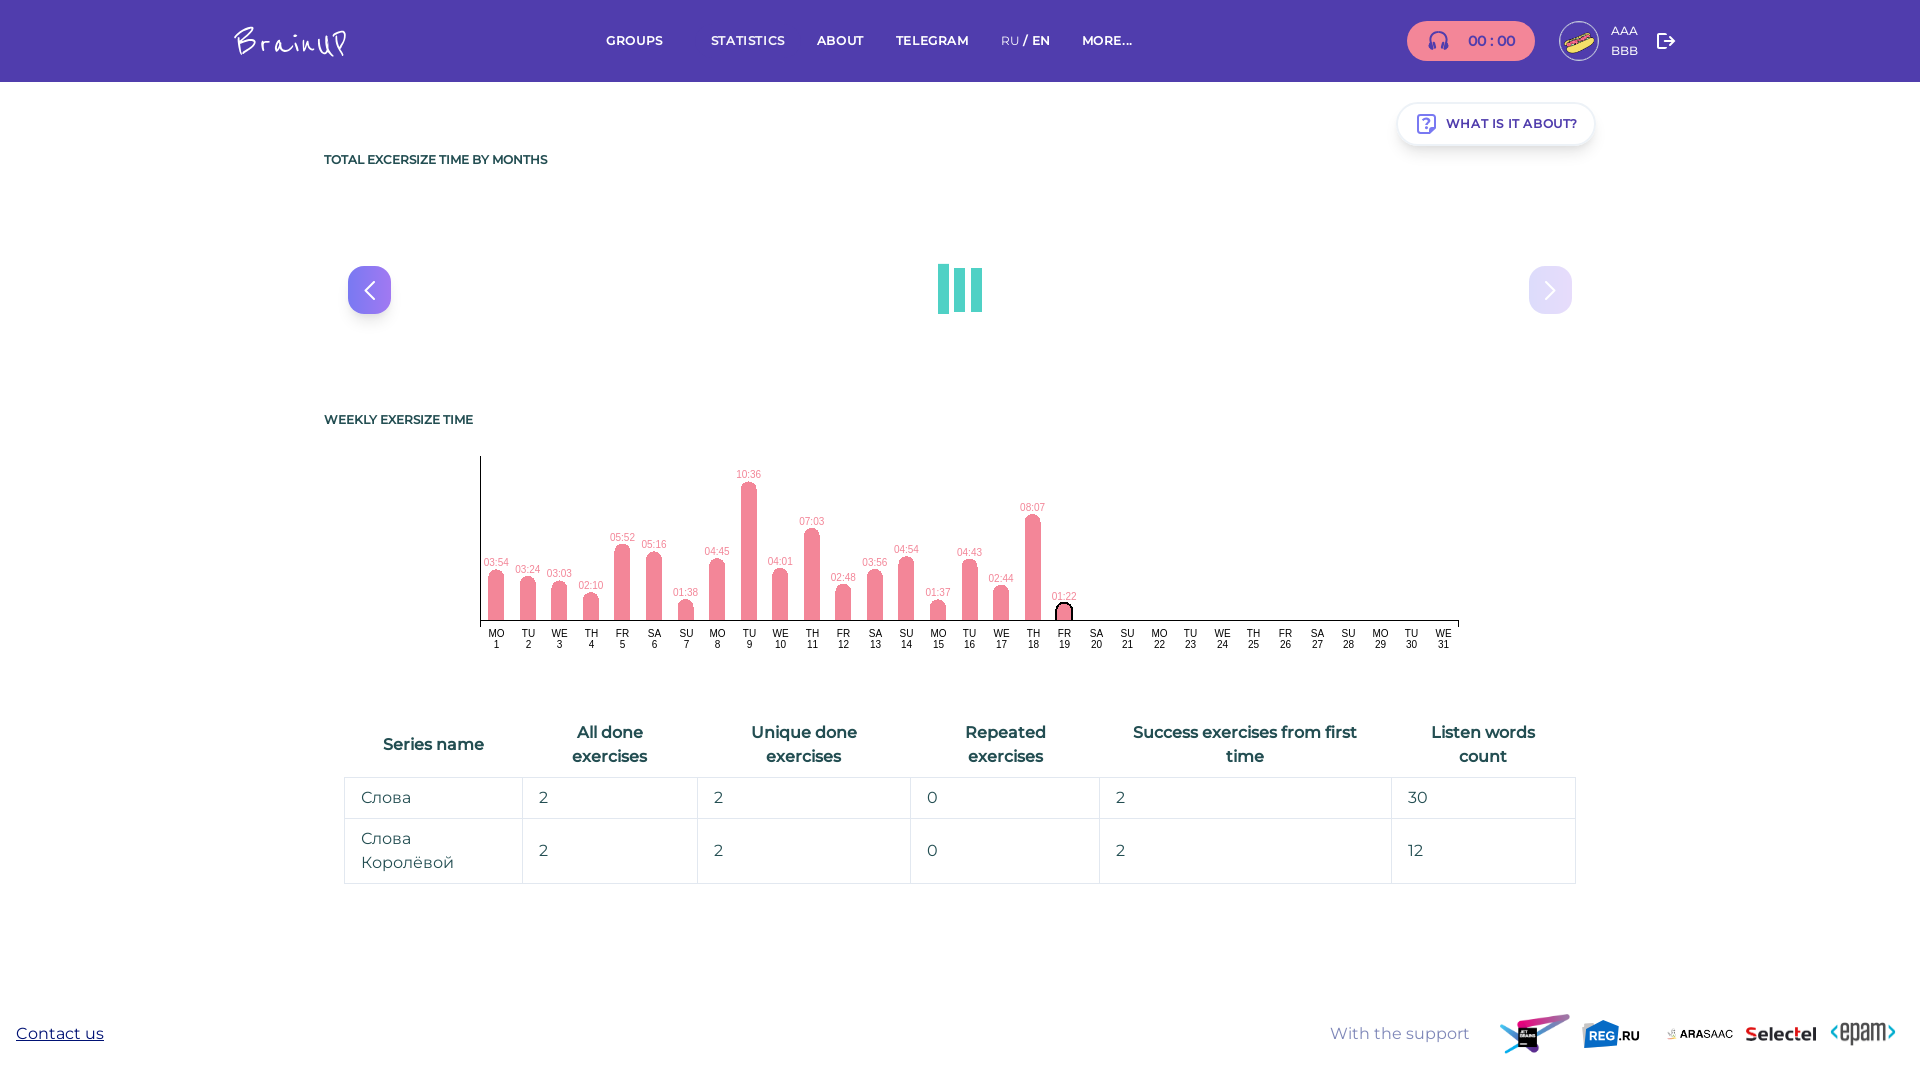 BrainUP
GROUPS
STATISTICS
ABOUT
TELEGRAM
RU / EN
MORE...
00 : 00
AAA
BBB
WHAT IS IT ABOUT?
TOTAL EXCERSIZE TIME BY MONTHS
WEEKLY EXERSIZE TIME
03:54 03:24 03:03 02:10 05:52 05:16 01:38 04:45 10:36 04:01 07:03 02:48 03:56 04:54 01:37 04:43 02:44 08:07 01:22
MO TU WE TH FR SA SU MO TU WE TH FR SA SU MO TU WE TH FR SA SU MO TU WE TH FR SA SU MO TU WE
1 2 3 4 5 6 7 8 9 10 11 12 13 14 15 16 17 18 19 20 21 22 23 24 25 26 27 28 29 30 31
Series name
All done
exercises
Unique done
exercises
Repeated
exercises
Success exercises from first
time
Listen words
count
Слова 2 2 0 2 30
Слова
Королёвой
2 2 0 2 12
Contact us
With the support
JET
BRAINS
REG.RU
ARASAAC
Selectel
<epam>